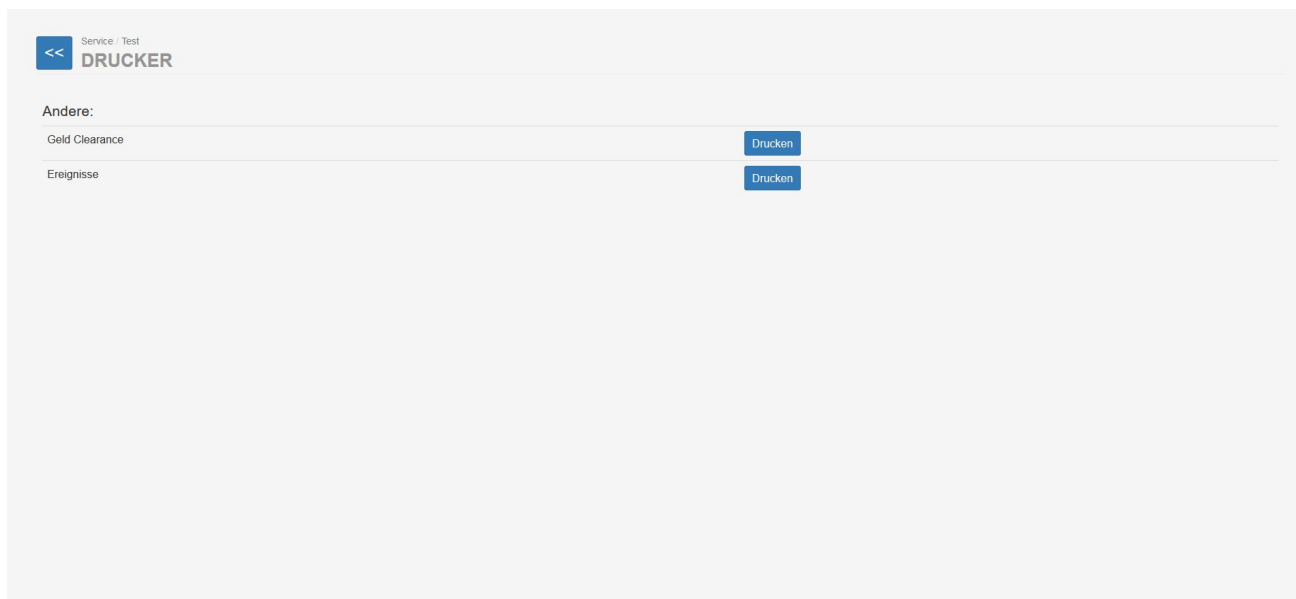 <<
Service / Test
DRUCKER
Andere:
Geld Clearance
Drucken
Ereignisse
Drucken